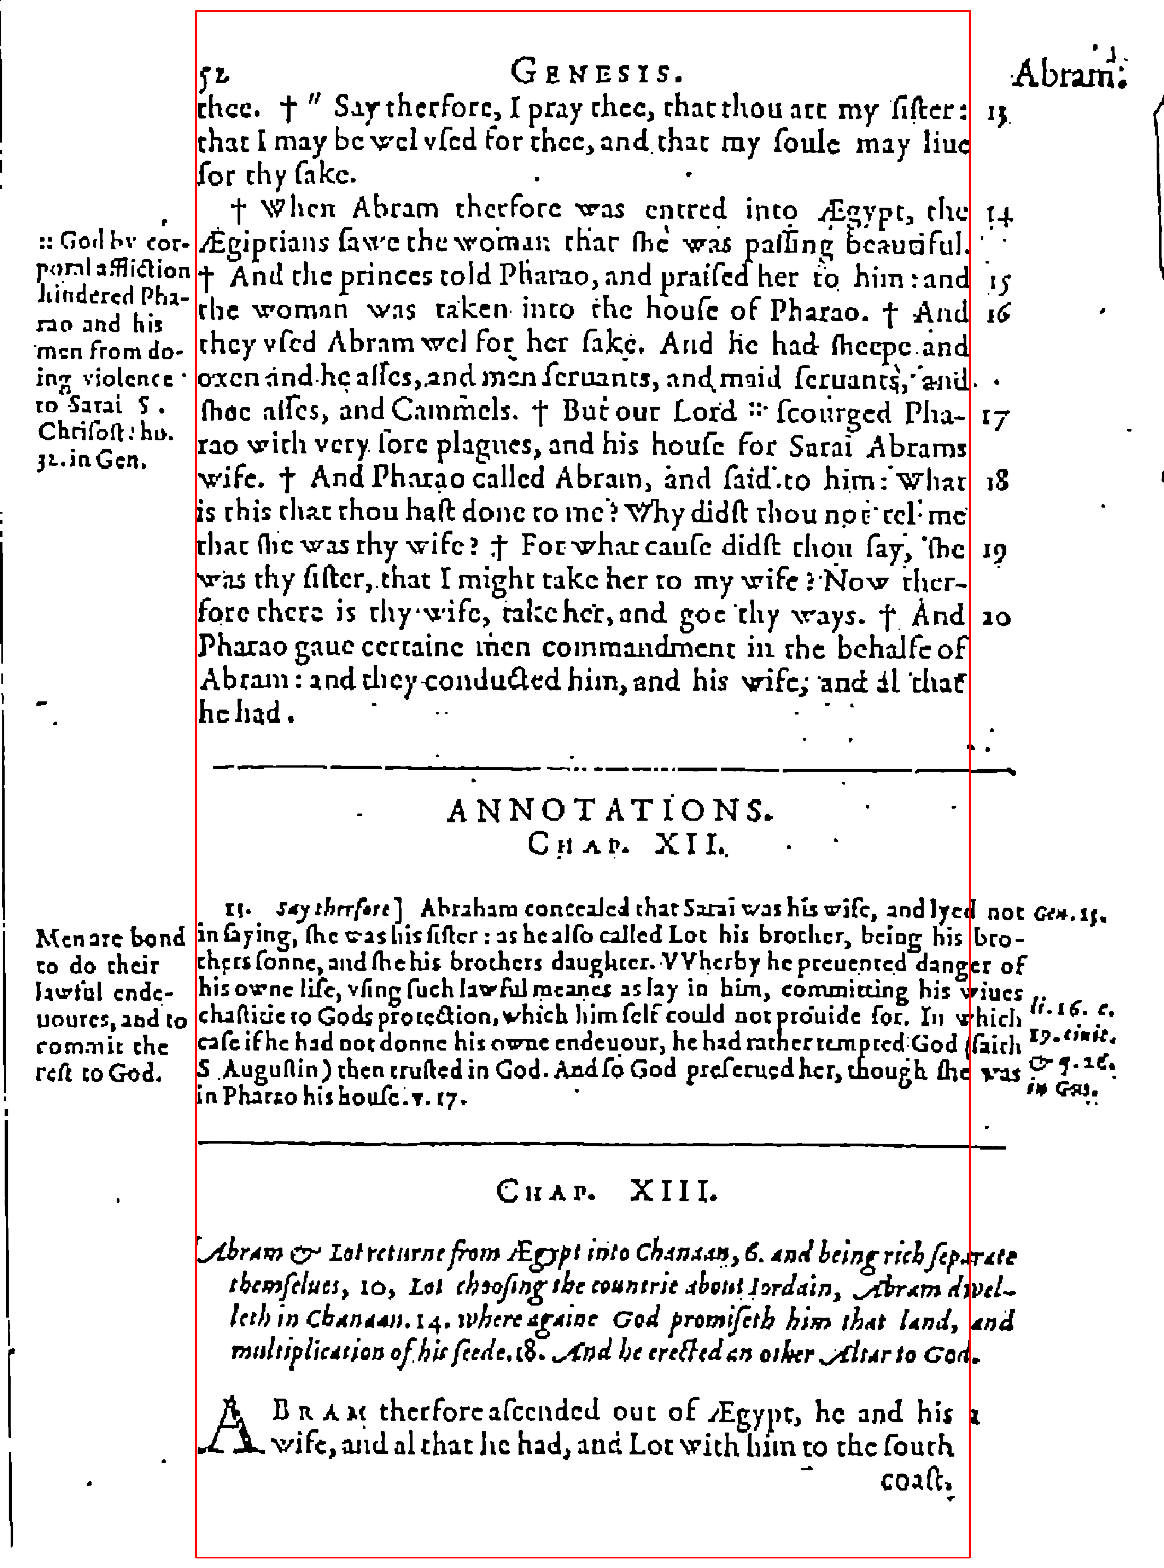 52 GENESIS. Abram.
thee. † " Say therfore, I pray thee, that thou art my ſiſter: 13
that I may be wel vſed for thee, and that my ſoule may liue
for thy ſake.
† When Abram therfore was entred into Ægypt, the 14
Ægiptians ſawe the woman that ſhe was paſſing beautiful.
† And the princes told Pharao, and praiſed her to him: and 15
the woman was taken into the houſe of Pharao. † And 16
they vſed Abram wel for her ſake. And he had ſheepe and
oxen and he aſſes, and men ſeruants, and maid ſeruants, and
ſhee aſſes, and Cammels. † But our Lord :: ſcourged Pha- 17
rao with very ſore plagues, and his houſe for Sarai Abrams
wife. † And Pharao called Abram, and ſaid to him: What 18
is this that thou haſt done to me? Why didſt thou not tel me
that ſhe was thy wife? † For what cauſe didſt thou ſay, ſhe 19
was thy ſiſter, that I might take her to my wife? Now ther-
fore there is thy wife, take her, and goe thy ways. † And 20
Pharao gaue certaine men commandment in the behalfe of
Abram: and they conducted him, and his wife, and al that
he had.
:: God by cor-
poral affliction
hindered Pha-
rao and his
men from do-
ing violence
to Sarai S.
Chriſoſt: ho.
32. in Gen.
ANNOTATIONS.
CHAP. XII.
13. Say therfore] Abraham concealed that Sarai was his wife, and lyed not
in ſaying, ſhe was his ſiſter: as he alſo called Lot his brother, being his bro-
thers ſonne, and ſhe his brothers daughter. VVherby he preuented danger of
his owne life, vſing ſuch lawful meanes as lay in him, committing his wiues
chaſtitie to Gods protection, which him ſelf could not prouide for. In which
caſe if he had not donne his owne endeuour, he had rather tempted God (ſaith
S. Auguſtin) then truſted in God. And ſo God preſerued her, though ſhe was
in Pharao his houſe. v. 17.
Men are bond
to do their
lawful ende-
uoures, and to
commit the
reſt to God.
Gen. 13.
li. 16. c.
19. ciuit.
& q. 26.
in Gen.
CHAP. XIII.
Abram & Lot returne from Ægypt into Chanaan, 6. and being rich ſeparate
themſelues, 10, Lot chooſing the countrie about Iordain, Abram dwel-
leth in Chanaan. 14. where againe God promiſeth him that land, and
multiplication of his ſeede. 18. And he erected an other Altar to God.
ABRAM therfore aſcended out of Ægypt, he and his 1
wife, and al that he had, and Lot with him to the ſouth
coaſt.